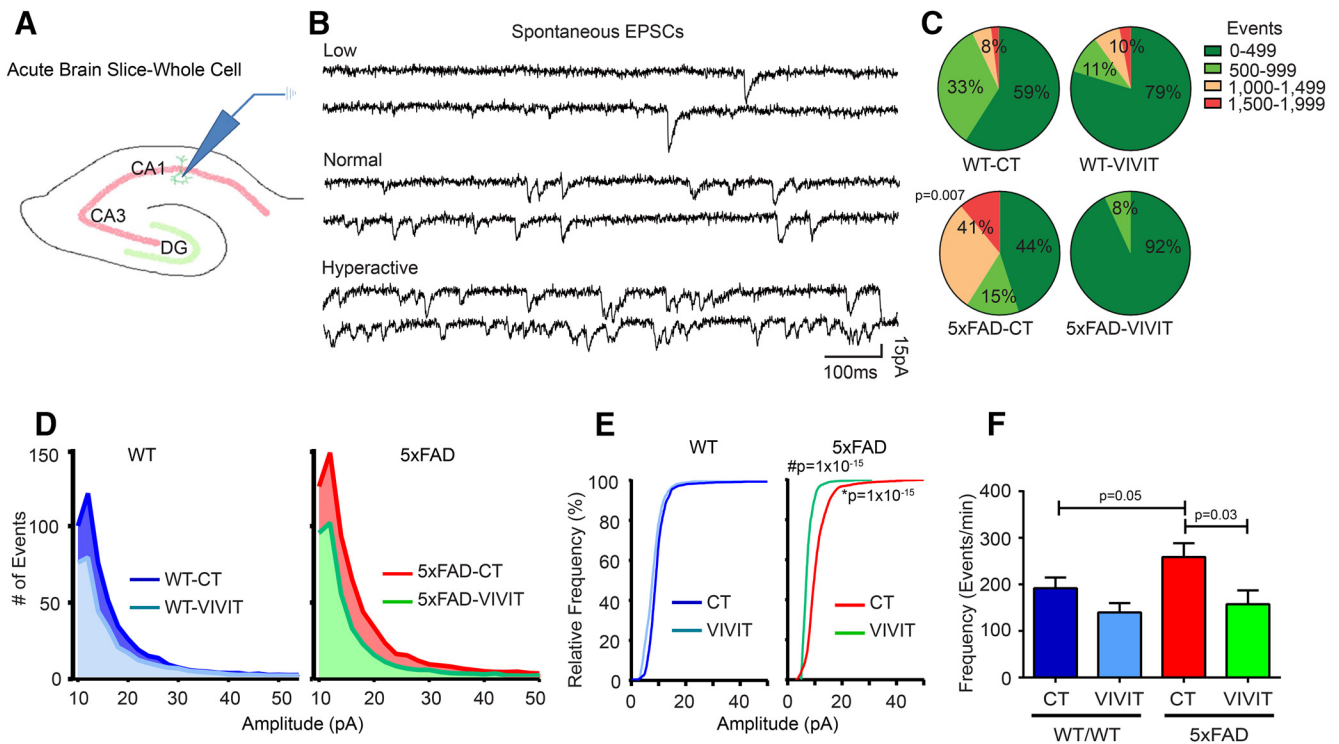 A
Acute Brain Slice-Whole Cell
CA1
CA3
DG
B
Spontaneous EPSCs
Low
Normal
Hyperactive
100ms
15pA
C
Events
0-499
500-999
1,000-1,499
1,500-1,999
8%
33%
59%
WT-CT
10%
11%
79%
WT-VIVIT
p=0.007
41%
44%
15%
5xFAD-CT
8%
92%
5xFAD-VIVIT
D
WT
5xFAD
# of Events
150
100
50
0
WT-CT
WT-VIVIT
5xFAD-CT
5xFAD-VIVIT
10 20 30 40 50
10 20 30 40 50
Amplitude (pA)
E
WT
5xFAD
#p=1x10-15
*p=1x10-15
Relative Frequency (%)
100
80
60
40
20
0
CT
VIVIT
CT
VIVIT
0 20 40
0 20 40
Amplitude (pA)
F
Frequency (Events/min)
400
300
200
100
0
p=0.05
p=0.03
CT VIVIT CT VIVIT
WT/WT 5xFAD